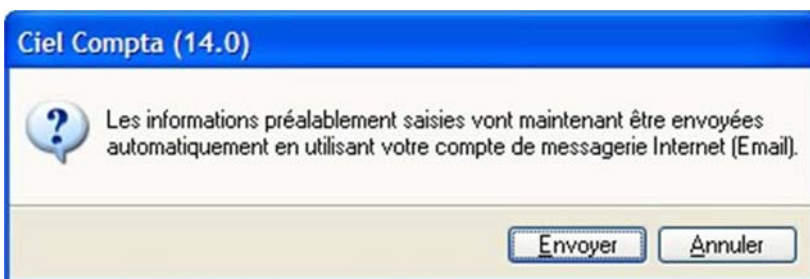 Ciel Compta (14.0)
Les informations préalablement saisies vont maintenant être envoyées
automatiquement en utilisant votre compte de messagerie Internet (Email).
Envoyer
Annuler